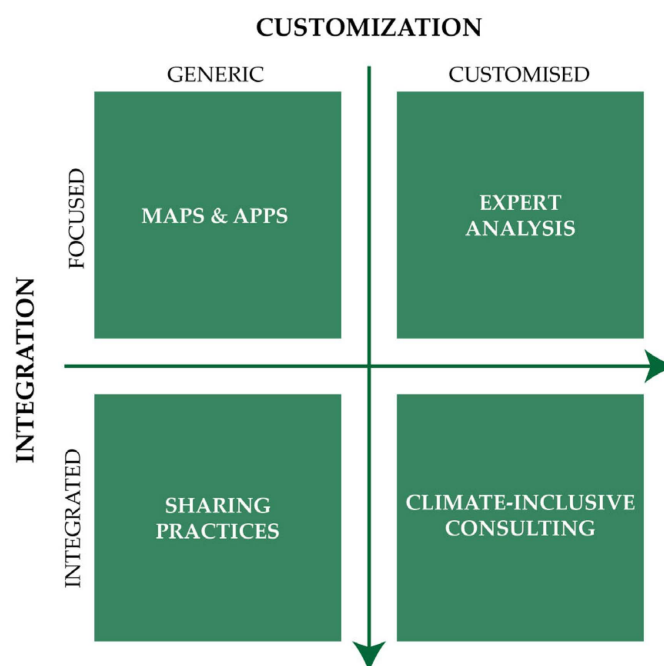 CUSTOMIZATION
GENERIC
CUSTOMISED
FOCUSED
MAPS & APPS
EXPERT
ANALYSIS
INTEGRATION
INTEGRATED
SHARING
PRACTICES
CLIMATE-INCLUSIVE
CONSULTING